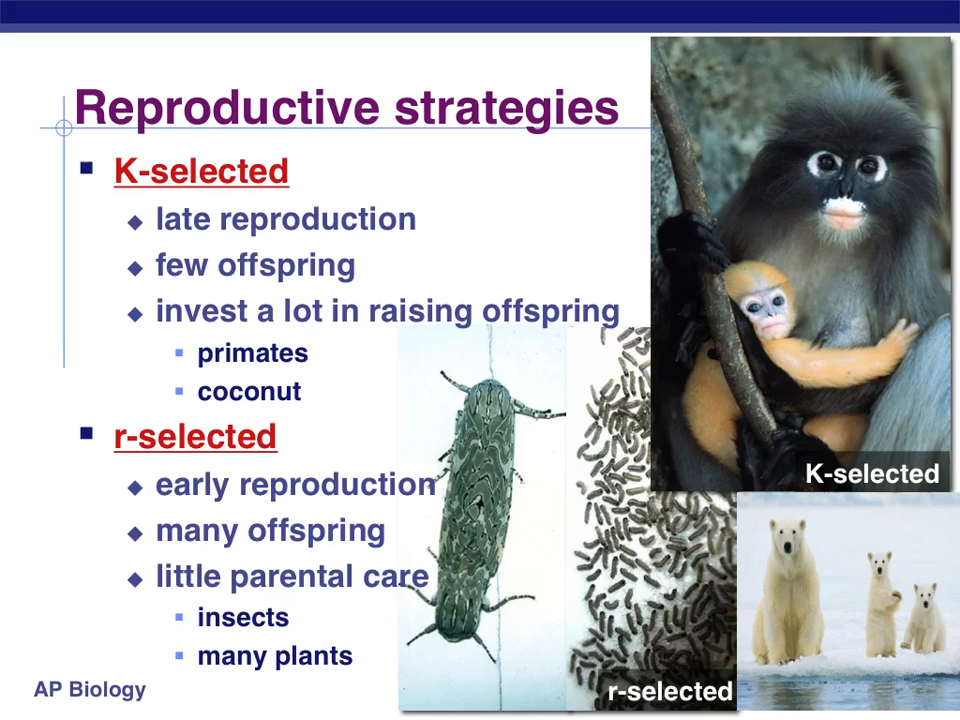 Reproductive strategies
K-selected
late reproduction
few offspring
invest a lot in raising offspring
primates
coconut
r-selected
early reproduction
many offspring
little parental care
insects
many plants
AP Biology
K-selected
r-selected